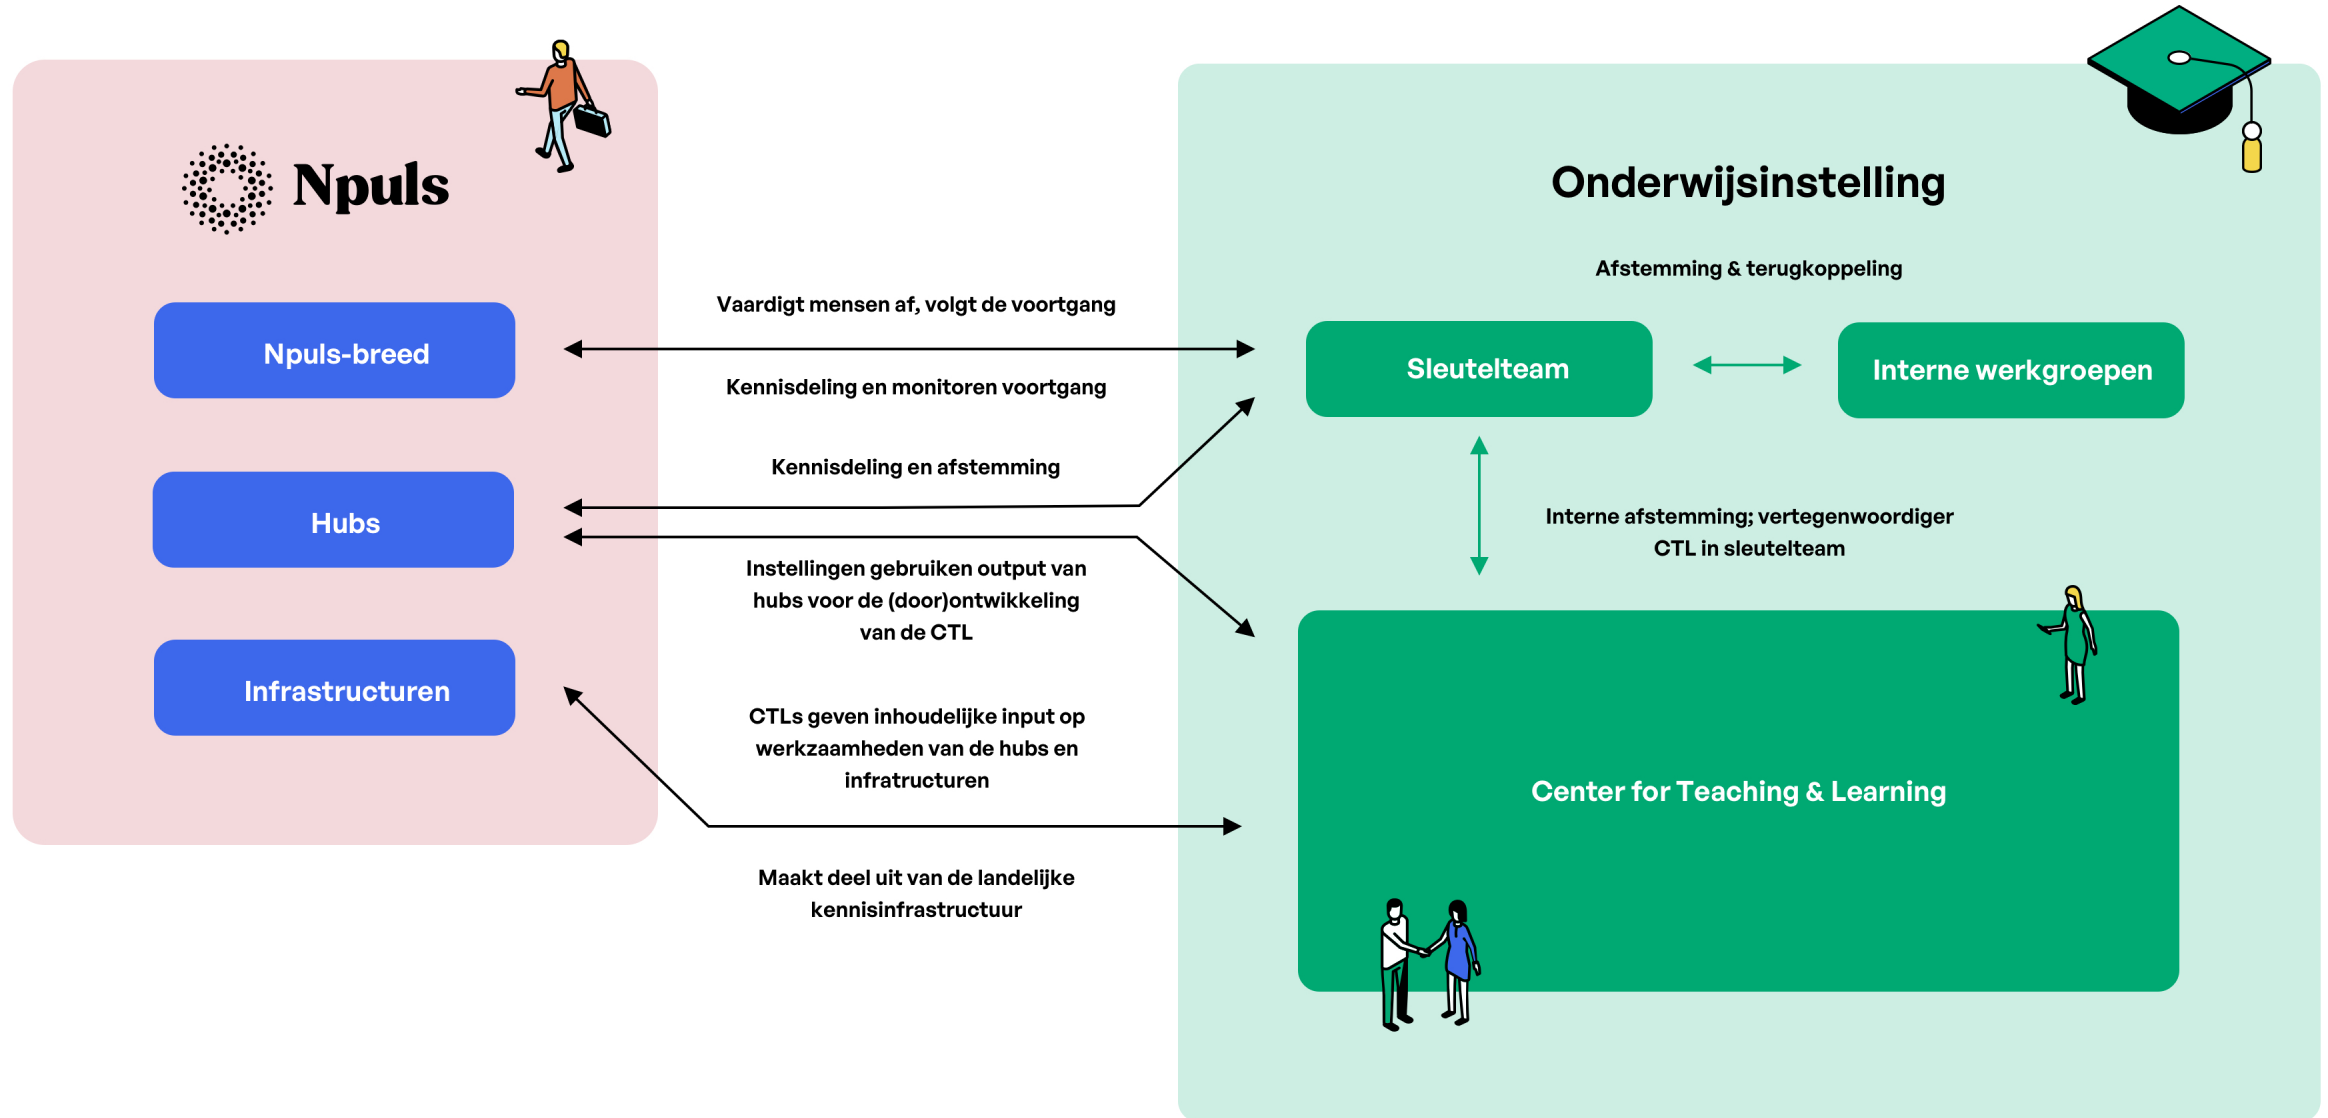 Npuls
Npuls-breed
Hubs
Infrastructuren
Vaardigt mensen af, volgt de voortgang
Kennisdeling en monitoren voortgang
Kennisdeling en afstemming
Instellingen gebruiken output van
hubs voor de (door)ontwikkeling
van de CTL
CTLs geven inhoudelijke input op
werkzaamheden van de hubs en
infratructuren
Maakt deel uit van de landelijke
kennisinfrastructuur
Onderwijsinstelling
Afstemming & terugkoppeling
Sleutelteam
Interne werkgroepen
Interne afstemming; vertegenwoordiger
CTL in sleutelteam
Center for Teaching & Learning